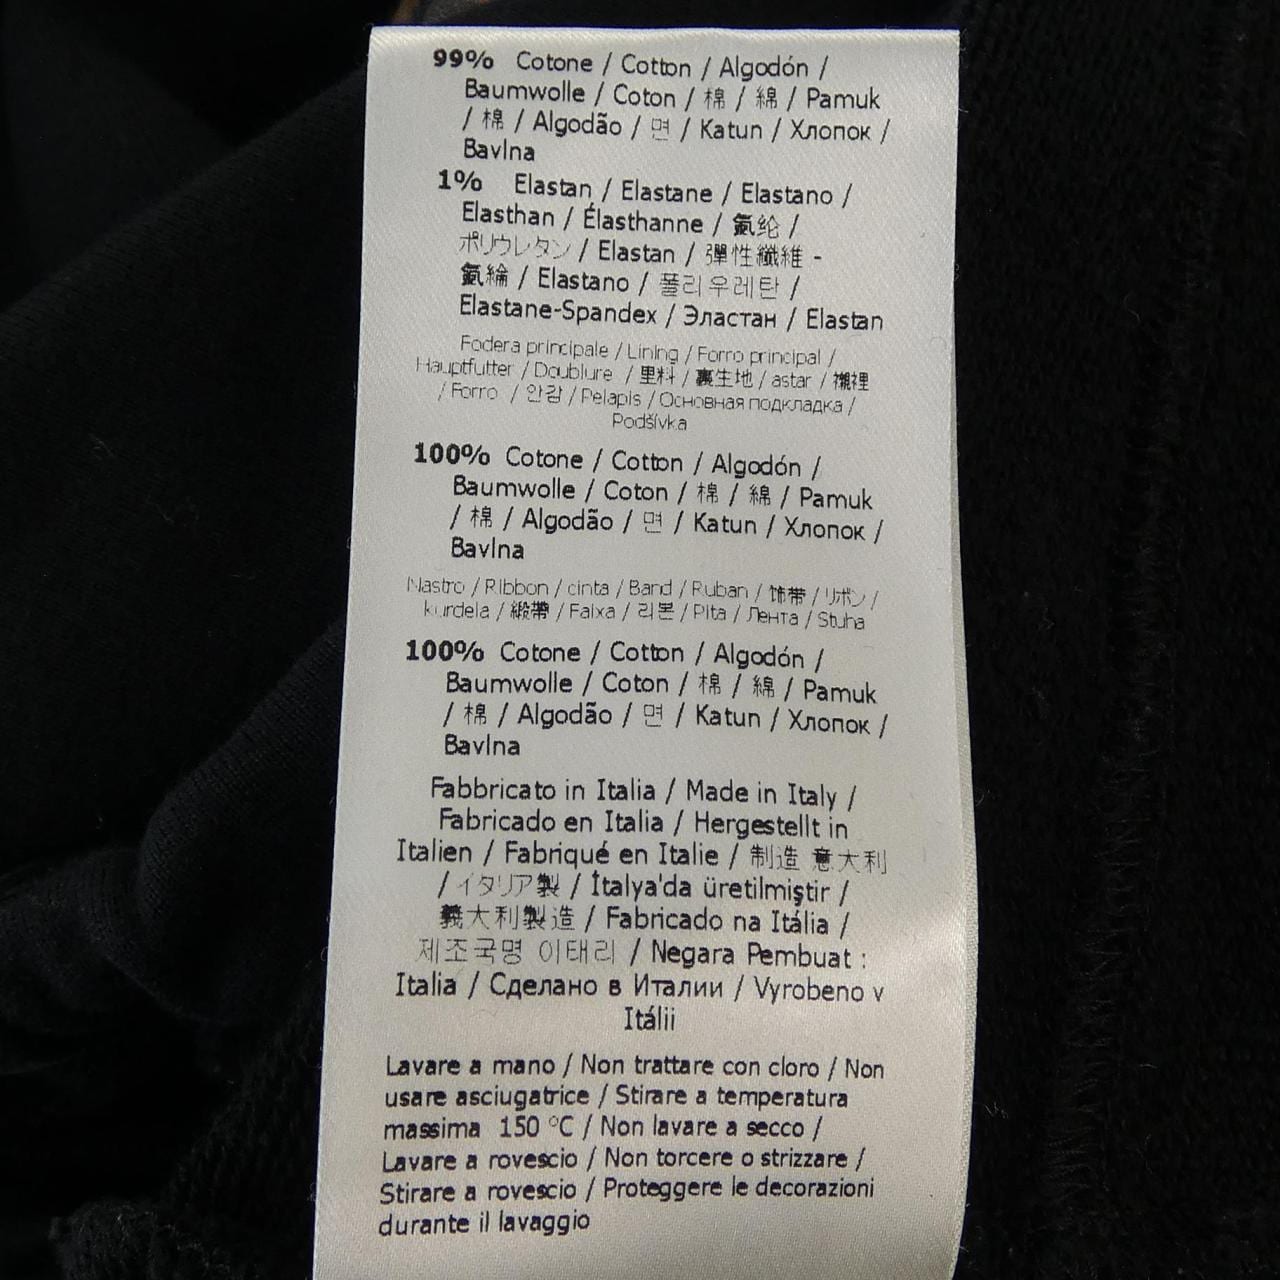 99% Cotone / Cotton / Algodón /
Baumwolle / Coton / 棉 / 綿 / Pamuk
/ 棉 / Algodão / 면 / Katun / Хлопок /
Bavlna
1% Elastan / Elastane / Elastano /
Elasthan / Élasthanne / 氨纶 /
ポリウレタン / Elastan / 彈性纖維 -
氨綸 / Elastano / 폴리우레탄 /
Elastane-Spandex / Эластан / Elastan
Fodera principale / Lining / Forro principal /
Hauptfutter / Doublure / 里料 / 裏生地 / astar / 襯裡
/ Forro / 안감 / Pelapis / Основная подкладка /
Podšívka
100% Cotone / Cotton / Algodón /
Baumwolle / Coton / 棉 / 綿 / Pamuk
/ 棉 / Algodão / 면 / Katun / Хлопок /
Bavlna
Nastro / Ribbon / cinta / Band / Ruban / 饰带 / リボン /
kurdela / 緞帶 / Faixa / 리본 / Pita / Лента / Stuha
100% Cotone / Cotton / Algodón /
Baumwolle / Coton / 棉 / 綿 / Pamuk
/ 棉 / Algodão / 면 / Katun / Хлопок /
Bavlna
Fabbricato in Italia / Made in Italy /
Fabricado en Italia / Hergestellt in
Italien / Fabriqué en Italie / 制造 意大利
/ イタリア製 / İtalya'da üretilmiştir /
義大利製造 / Fabricado na Itália /
제조국명 이태리 / Negara Pembuat :
Italia / Сделано в Италии / Vyrobeno v
Itálii
Lavare a mano / Non trattare con cloro / Non
usare asciugatrice / Stirare a temperatura
massima 150 °C / Non lavare a secco /
Lavare a rovescio / Non torcere o strizzare /
Stirare a rovescio / Proteggere le decorazioni
durante il lavaggio